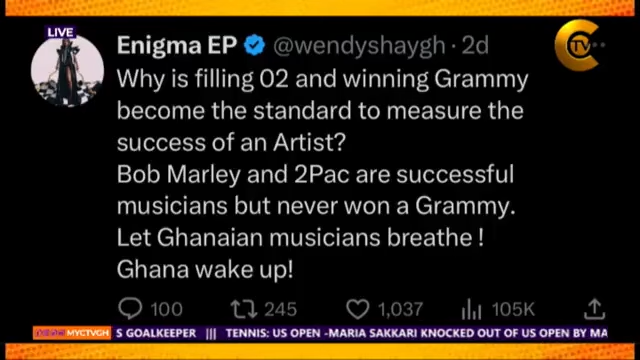 LIVE
Enigma EP @wendyshaygh · 2d
CTV
Why is filling O2 and winning Grammy
become the standard to measure the
success of an Artist?
Bob Marley and 2Pac are successful
musicians but never won a Grammy.
Let Ghanaian musicians breathe !
Ghana wake up!
100 245 1,037 105K
MYCTVGH S GOALKEEPER ||| TENNIS: US OPEN -MARIA SAKKARI KNOCKED OUT OF US OPEN BY MA